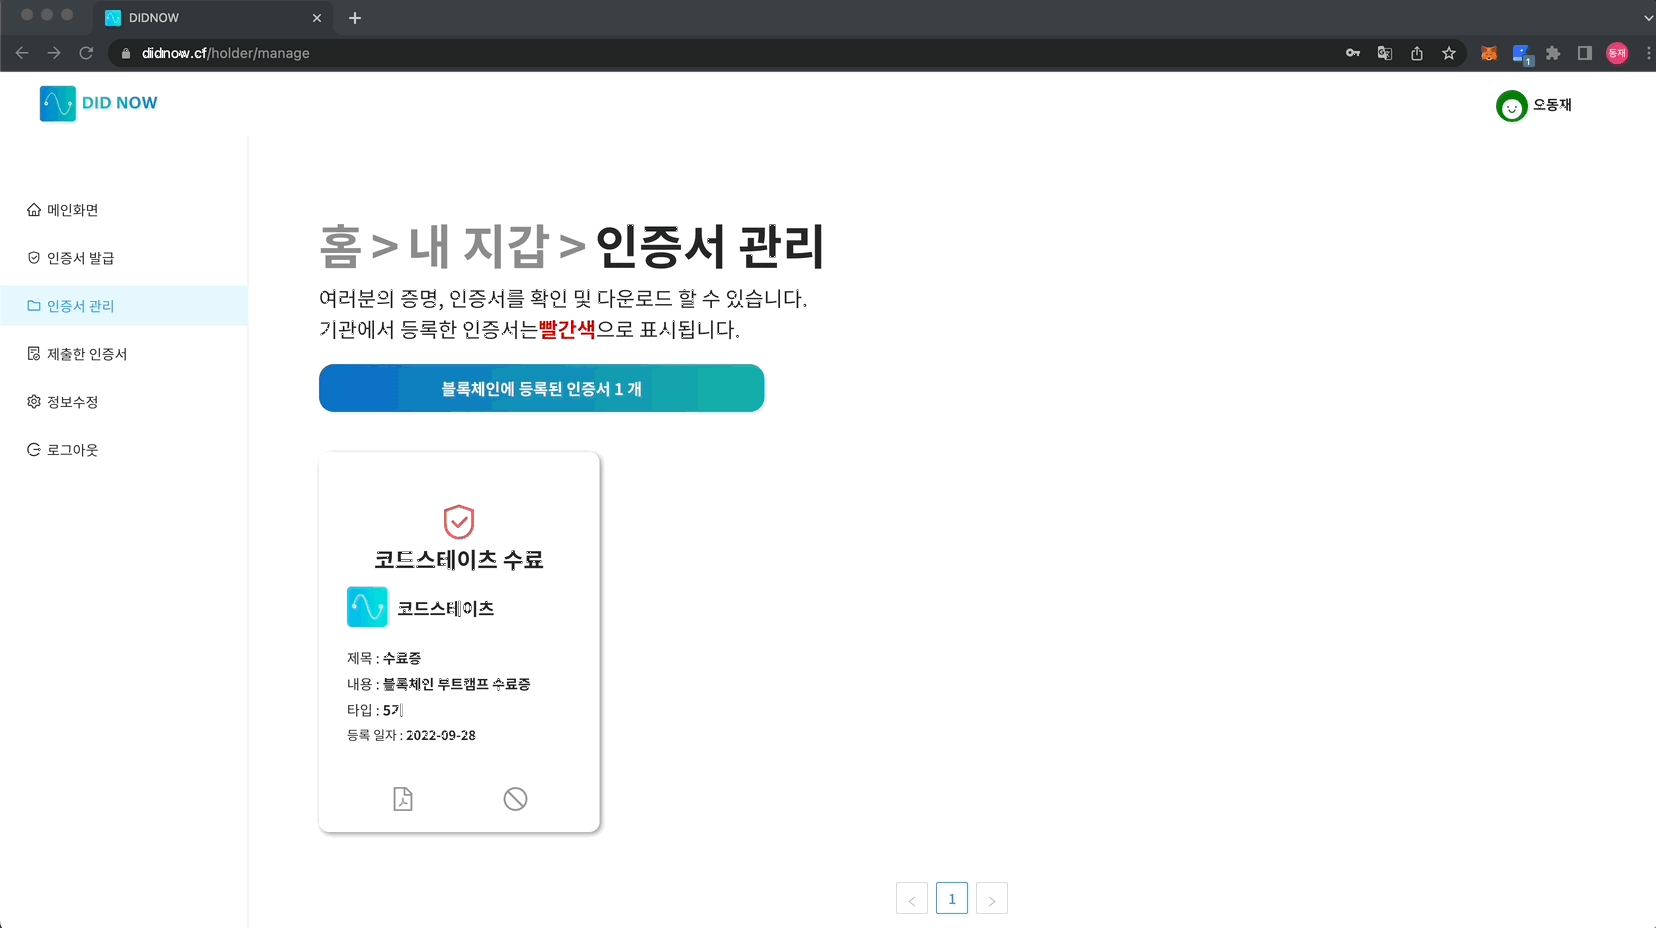 DIDNOW
didnow.cf/holder/manage
1
동재
DID NOW
오동재
메인화면
인증서 발급
인증서 관리
제출한 인증서
정보수정
로그아웃
홈 > 내 지갑 > 인증서 관리
여러분의 증명, 인증서를 확인 및 다운로드 할 수 있습니다.
기관에서 등록한 인증서는빨간색으로 표시됩니다.
블록체인에 등록된 인증서 1 개
코드스테이츠 수료
코드스테이츠
제목 : 수료증
내용 : 블록체인 부트캠프 수료증
타입 : 5기
등록 일자 : 2022-09-28
< 1 >